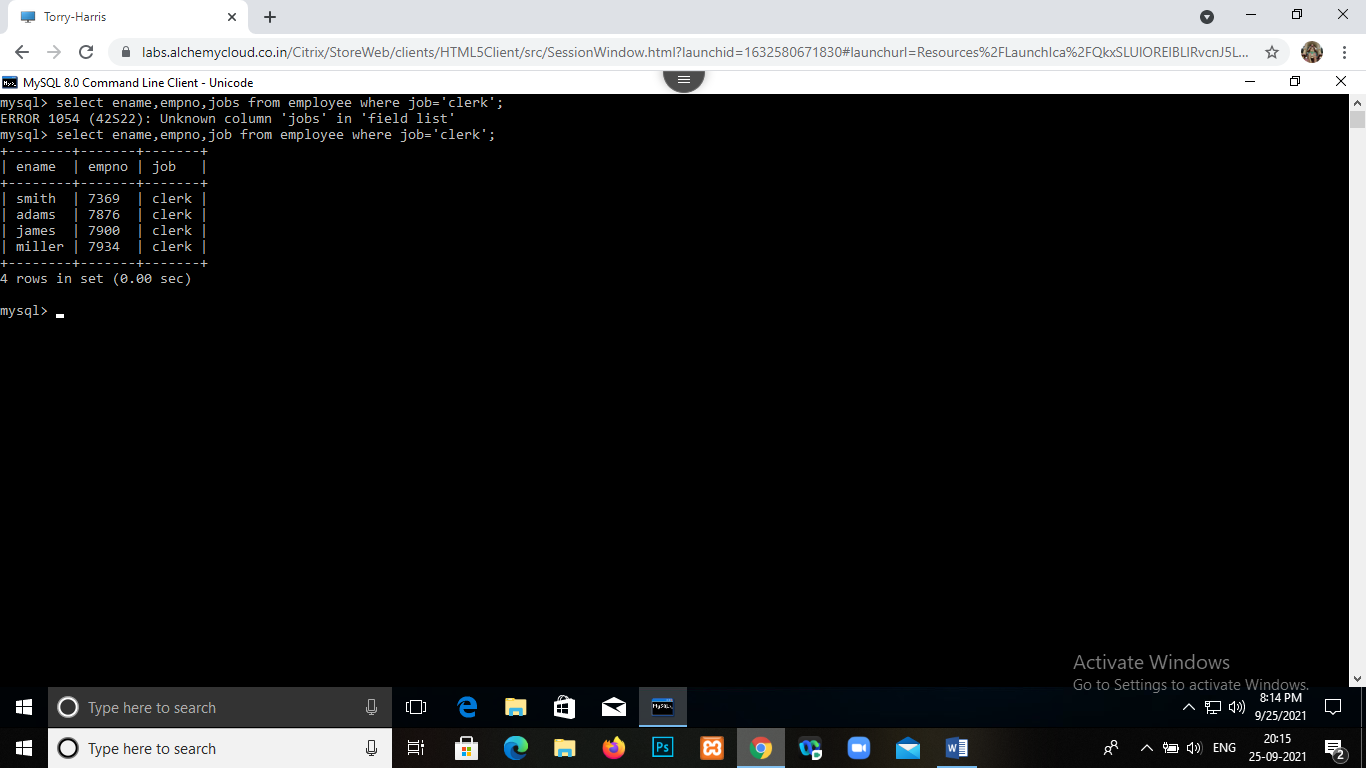 Torry-Harris
labs.alchemycloud.co.in/Citrix/StoreWeb/clients/HTML5Client/src/SessionWindow.html?launchid=1632580671830#launchurl=Resources%2FLaunchIca%2FQkxSLUlOREIBLlRvcnJ5L...
MySQL 8.0 Command Line Client - Unicode
mysql> select ename,empno,jobs from employee where job='clerk';
ERROR 1054 (42S22): Unknown column 'jobs' in 'field list'
mysql> select ename,empno,job from employee where job='clerk';
+--------+-------+-------+
| ename  | empno | job   |
+--------+-------+-------+
| smith  | 7369  | clerk |
| adams  | 7876  | clerk |
| james  | 7900  | clerk |
| miller | 7934  | clerk |
+--------+-------+-------+
4 rows in set (0.00 sec)
mysql>
Activate Windows
Go to Settings to activate Windows.
Type here to search
MySQL
8:14 PM
9/25/2021
Type here to search
Ps
W
ENG
20:15
25-09-2021
2